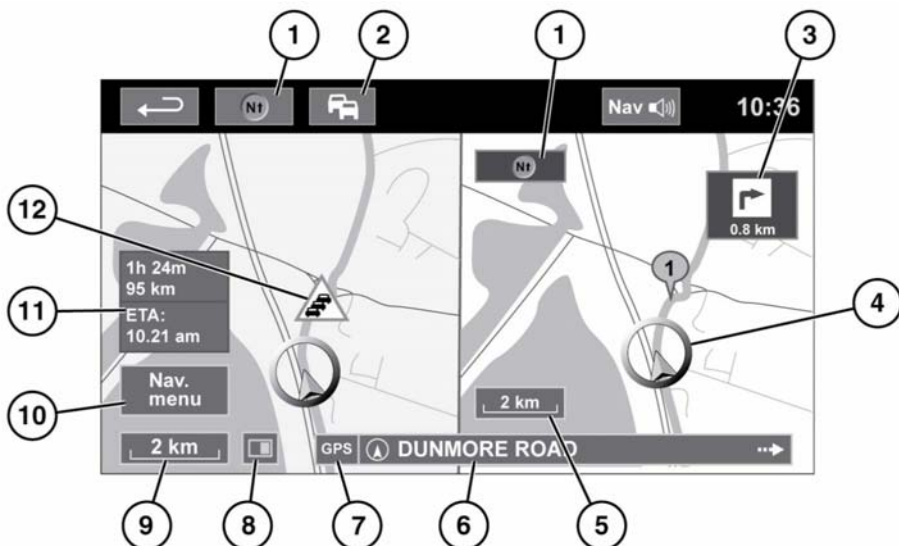 1
2
1
3
Nt
Nav
10:36
Nt
0.8 km
12
1
1h 24m
95 km
4
11
ETA:
10.21 am
Nav.
menu
10
2 km
2 km
GPS
DUNMORE ROAD
9
8
7
6
5